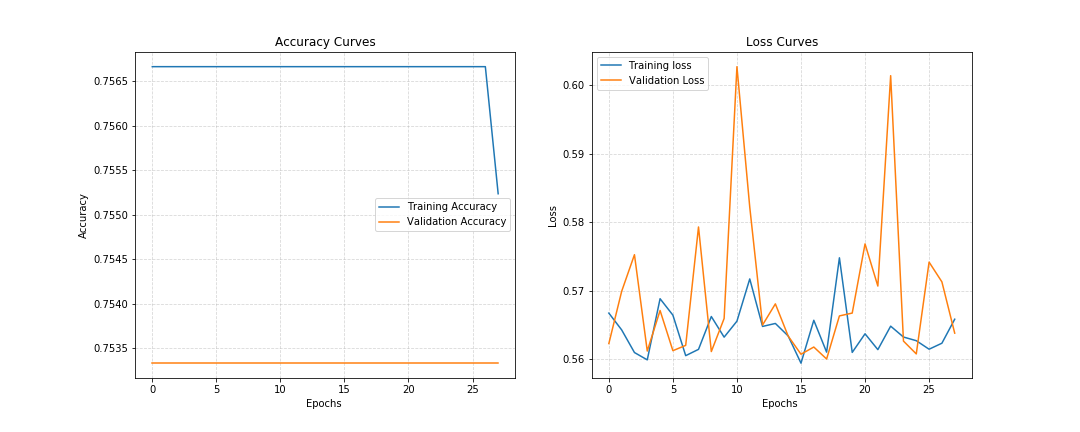 Accuracy Curves
0.7565
0.7560
0.7555
0.7550
0.7545
0.7540
0.7535
Accuracy
Training Accuracy
Validation Accuracy
0 5 10 15 20 25
Epochs
Loss Curves
Training loss
Validation Loss
0.60
0.59
0.58
0.57
0.56
Loss
0 5 10 15 20 25
Epochs